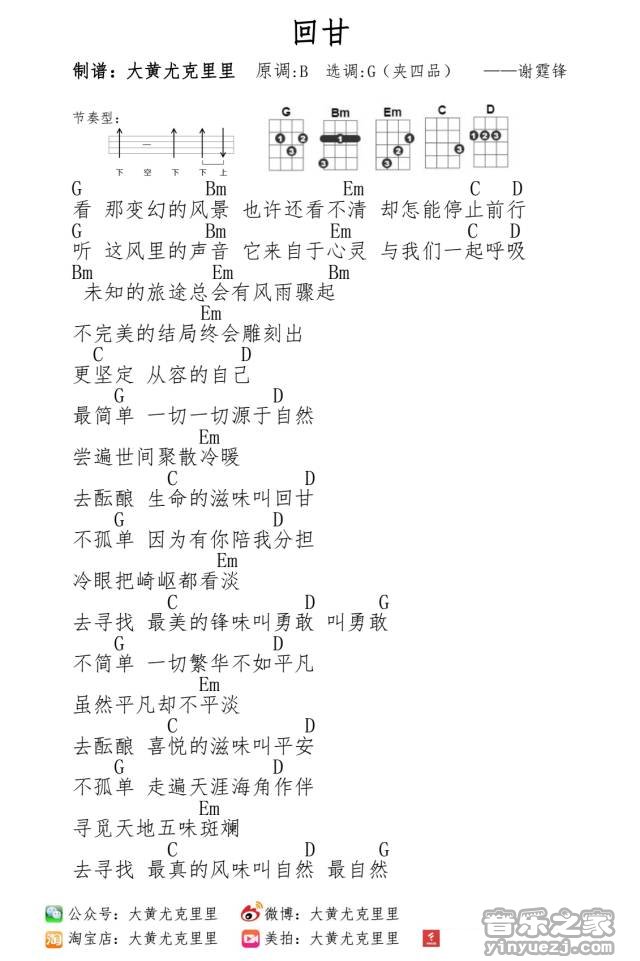 回甘
制谱：大黄尤克里里 原调:B 选调:G（夹四品） ——谢霆锋
节奏型：
下 空 下 下 上
G Bm Em C D
1 2 3
1 3
1 2 3
3
1 2 3
G Bm Em C D
看 那变幻的风景 也许还看不清 却怎能停止前行
G Bm Em C D
听 这风里的声音 它来自于心灵 与我们一起呼吸
Bm Em Bm
未知的旅途总会有风雨骤起
Em
不完美的结局终会雕刻出
C D
更坚定 从容的自己
G D
最简单 一切一切源于自然
Em
尝遍世间聚散冷暖
C D
去酝酿 生命的滋味叫回甘
G D
不孤单 因为有你陪我分担
Em
冷眼把崎岖都看淡
C D G
去寻找 最美的锋味叫勇敢 叫勇敢
G D
不简单 一切繁华不如平凡
Em
虽然平凡却不平淡
C D
去酝酿 喜悦的滋味叫平安
G D
不孤单 走遍天涯海角作伴
Em
寻觅天地五味斑斓
C D G
去寻找 最真的风味叫自然 最自然
公众号：大黄尤克里里 微博：大黄尤克里里
淘宝店：大黄尤克里里 美拍：大黄尤克里里
音乐之家
yinyuezj.com